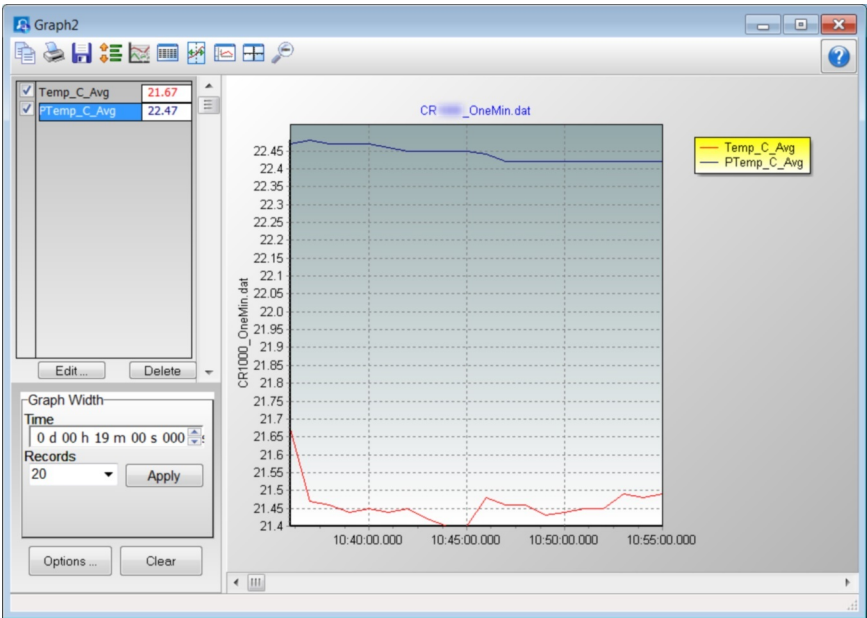 Graph2
Temp_C_Avg 21.67
PTemp_C_Avg 22.47
Edit ... Delete
Graph Width
Time
0 d 00 h 19 m 00 s 000
Records
20 Apply
Options ... Clear
CR _OneMin.dat
Temp_C_Avg
PTemp_C_Avg
CR1000_OneMin.dat
22.45
22.4
22.35
22.3
22.25
22.2
22.15
22.1
22.05
22.0
21.95
21.9
21.85
21.8
21.75
21.7
21.65
21.6
21.55
21.5
21.45
21.4
10:40:00.000 10:45:00.000 10:50:00.000 10:55:00.000